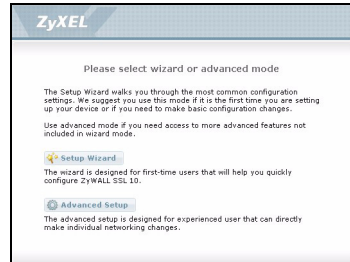 ZyXEL
Please select wizard or advanced mode
The Setup Wizard walks you through the most common configuration
settings. We suggest you use this mode if it is the first time you are setting
up your device or if you need to make basic configuration changes.
Use advanced mode if you need access to more advanced features not
included in wizard mode.
Setup Wizard
The wizard is designed for first-time users that will help you quickly
configure ZyWALL SSL 10.
Advanced Setup
The advanced setup is designed for experienced user that can directly
make individual networking changes.